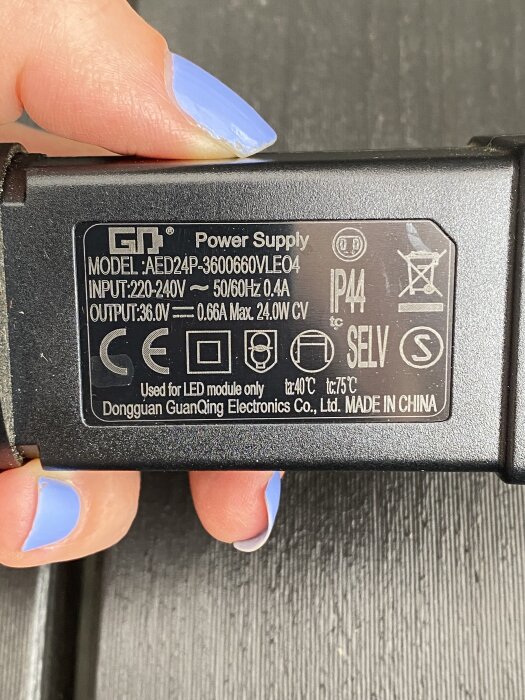 GQ® Power Supply
MODEL :AED24P-3600660VLEO4
INPUT:220-240V ~ 50/60Hz 0.4A
OUTPUT:36.0V ⎓ 0.66A Max. 24.0W CV
IP44
tc
CE SELV S
Used for LED module only ta:40℃ tc:75℃
Dongguan GuanQing Electronics Co., Ltd. MADE IN CHINA